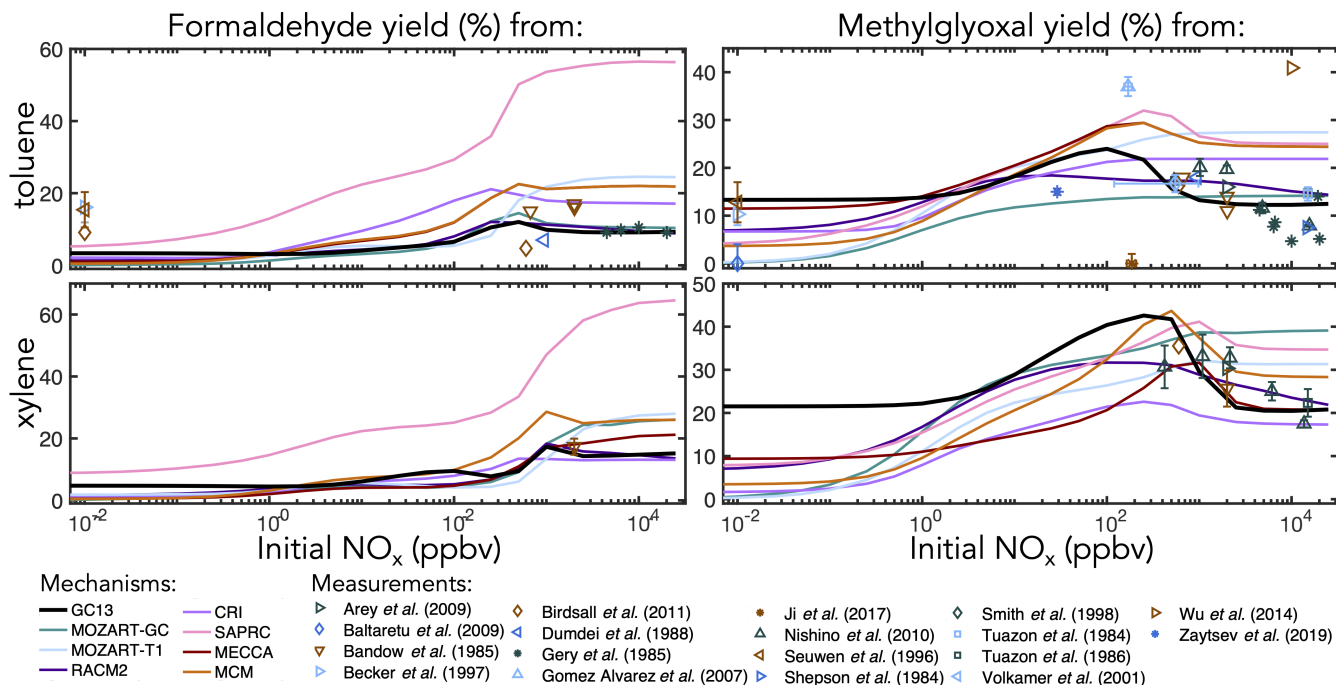 Formaldehyde yield (%) from:
Methylglyoxal yield (%) from:
toluene
60
40
20
0
40
30
20
10
0
xylene
60
40
20
0
50
40
30
20
10
0
10-2
10^0
10^2
10^4
10^-2
10^0
10^2
10^4
Initial NOx (ppbv)
Initial NOx (ppbv)
Mechanisms:
GC13
MOZART-GC
MOZART-T1
RACM2
CRI
SAPRC
MECCA
MCM
Measurements:
Arey et al. (2009)
Baltaretu et al. (2009)
Bandow et al. (1985)
Becker et al. (1997)
Birdsall et al. (2011)
Dumdei et al. (1988)
Gery et al. (1985)
Gomez Alvarez et al. (2007)
Ji et al. (2017)
Nishino et al. (2010)
Seuwen et al. (1996)
Shepson et al. (1984)
Smith et al. (1998)
Tuazon et al. (1984)
Tuazon et al. (1986)
Volkamer et al. (2001)
Wu et al. (2014)
Zaytsev et al. (2019)